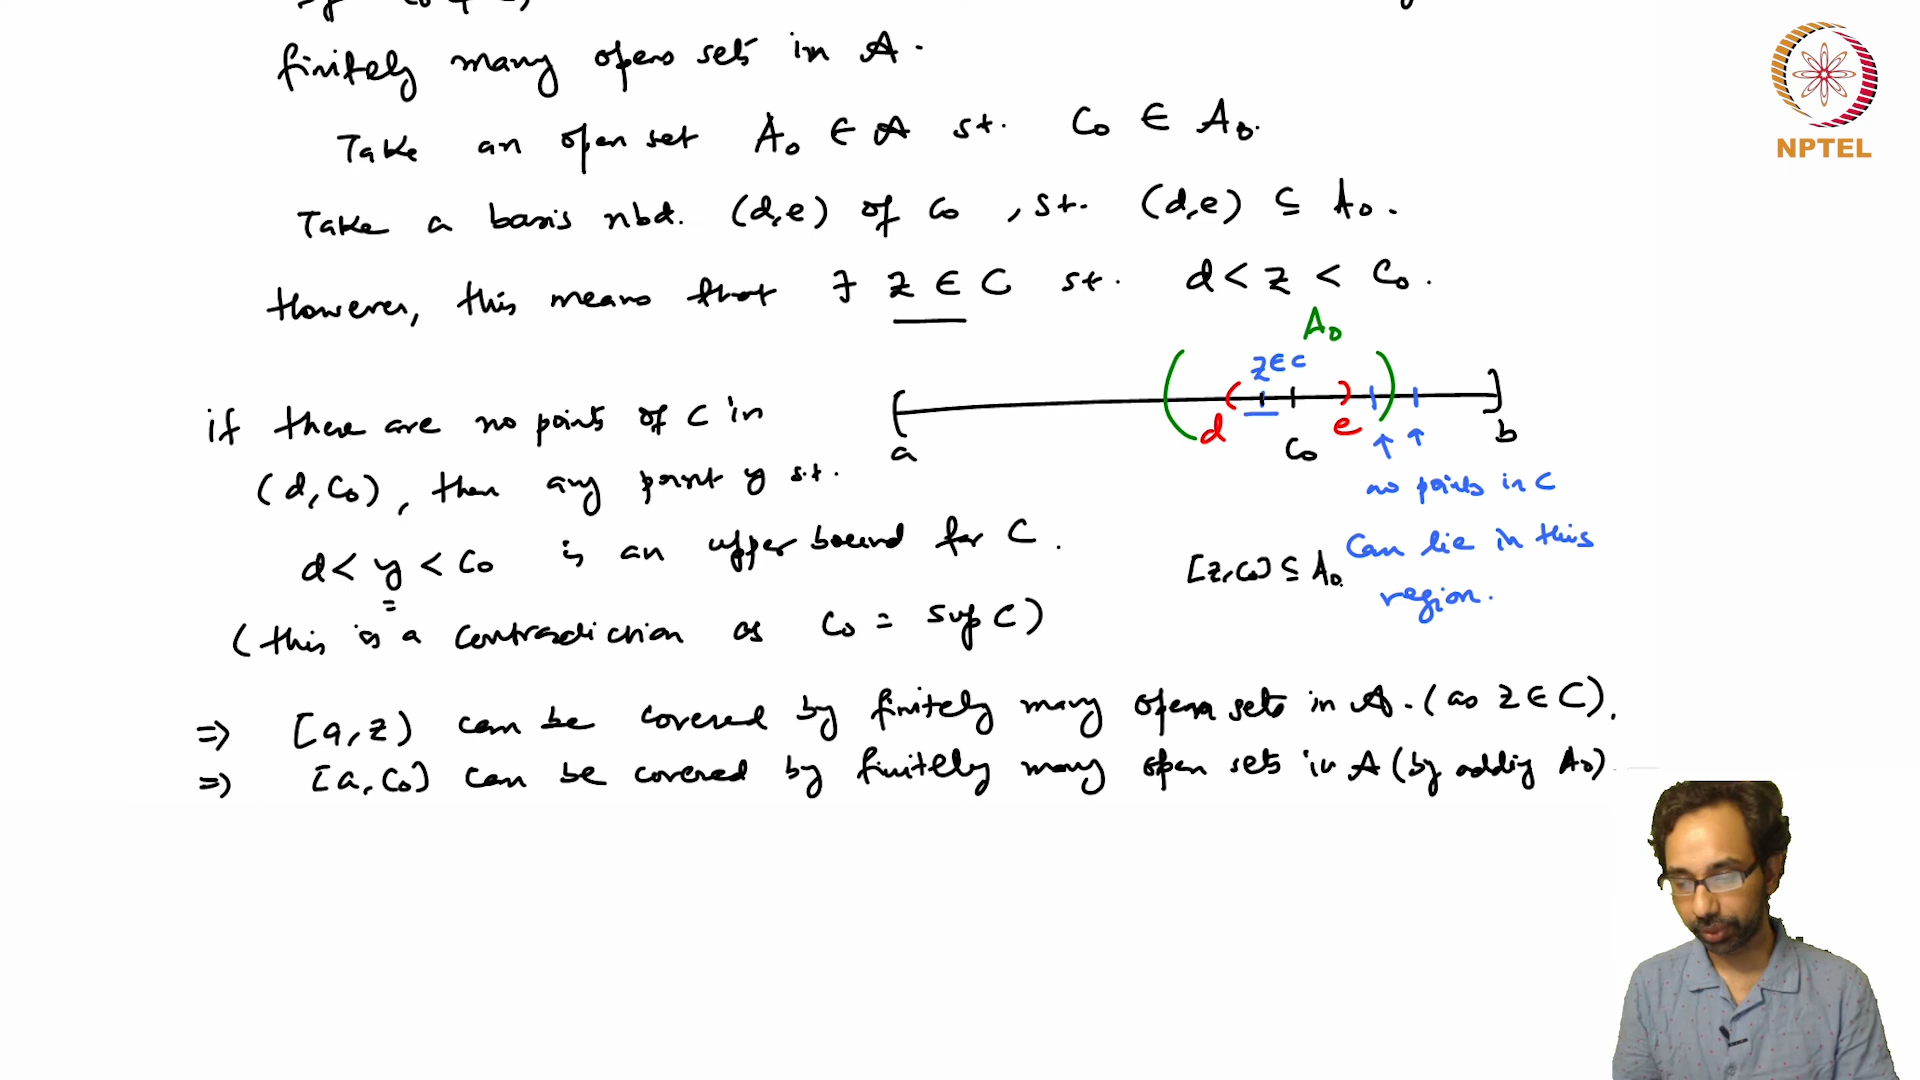 finitely many open sets in A.
NPTEL
Take an open set A₀ ∈ A st. C₀ ∈ A₀.
Take a basis nbd. (d,e) of C₀, st. (d,e) ⊆ A₀.
However, this means that ∃ z ∈ C st. d < z < C₀.
A₀
z ∈ C
d C₀ e
a b
no points in C
can lie in this
region.
[z, C₀] ⊆ A₀.
if there are no points of C in
(d, C₀), then any point y s.t.
d < y < C₀ is an upper bound for C.
(this is a contradiction as C₀ = sup C)
⇒ [a, z) can be covered by finitely many open sets in A. (as z ∈ C).
⇒ [a, C₀] can be covered by finitely many open sets in A (by adding A₀)